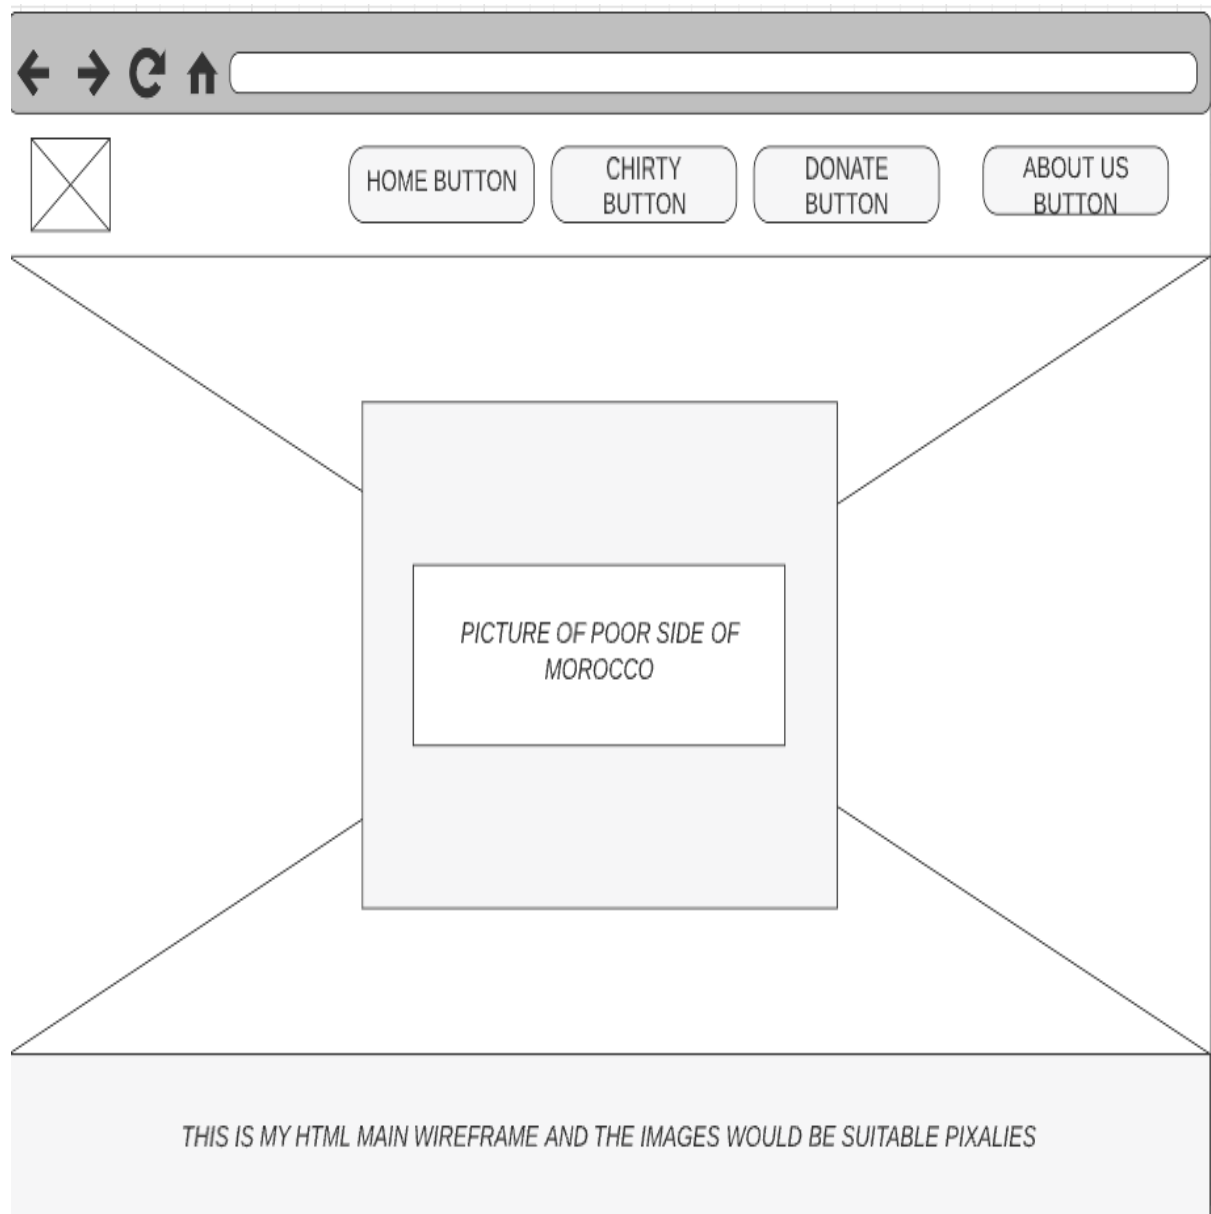 HOME BUTTON
CHIRTY
BUTTON
DONATE
BUTTON
ABOUT US
BUTTON
PICTURE OF POOR SIDE OF
MOROCCO
THIS IS MY HTML MAIN WIREFRAME AND THE IMAGES WOULD BE SUITABLE PIXALIES